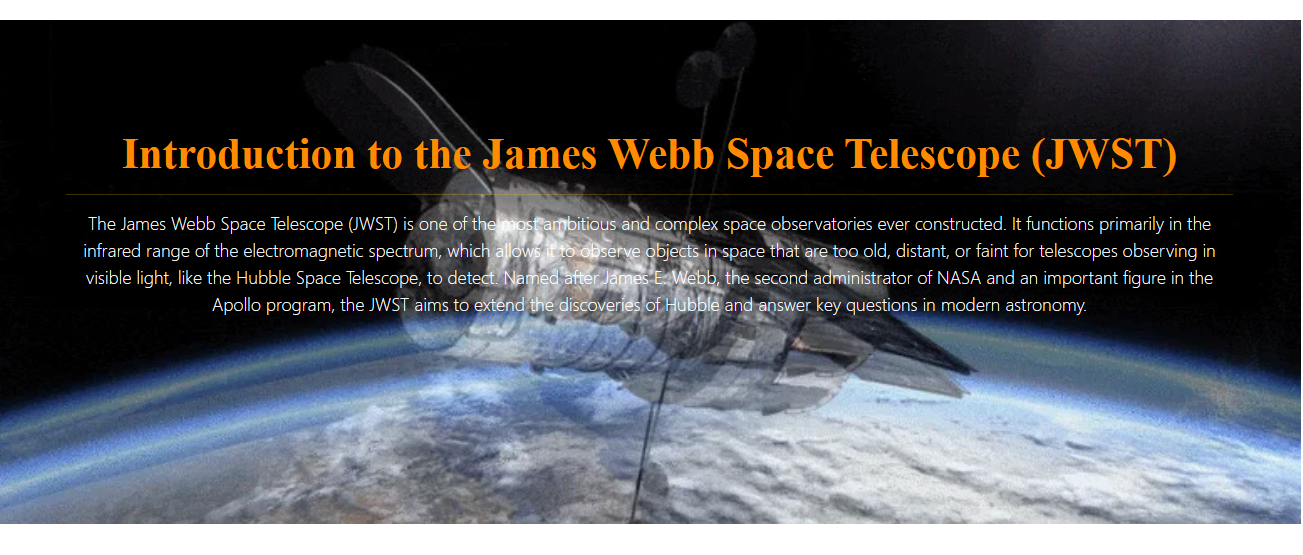 Introduction to the James Webb Space Telescope (JWST)
The James Webb Space Telescope (JWST) is one of the most ambitious and complex space observatories ever constructed. It functions primarily in the
infrared range of the electromagnetic spectrum, which allows it to observe objects in space that are too old, distant, or faint for telescopes observing in
visible light, like the Hubble Space Telescope, to detect. Named after James E. Webb, the second administrator of NASA and an important figure in the
Apollo program, the JWST aims to extend the discoveries of Hubble and answer key questions in modern astronomy.